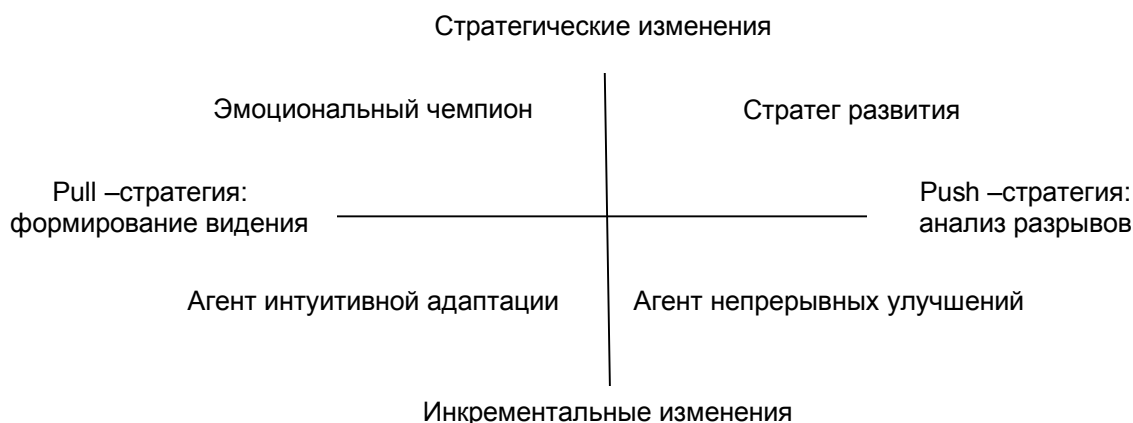 Стратегические изменения
Эмоциональный чемпион
Стратег развития
Pull –стратегия:
формирование видения
Push –стратегия:
анализ разрывов
Агент интуитивной адаптации
Агент непрерывных улучшений
Инкрементальные изменения